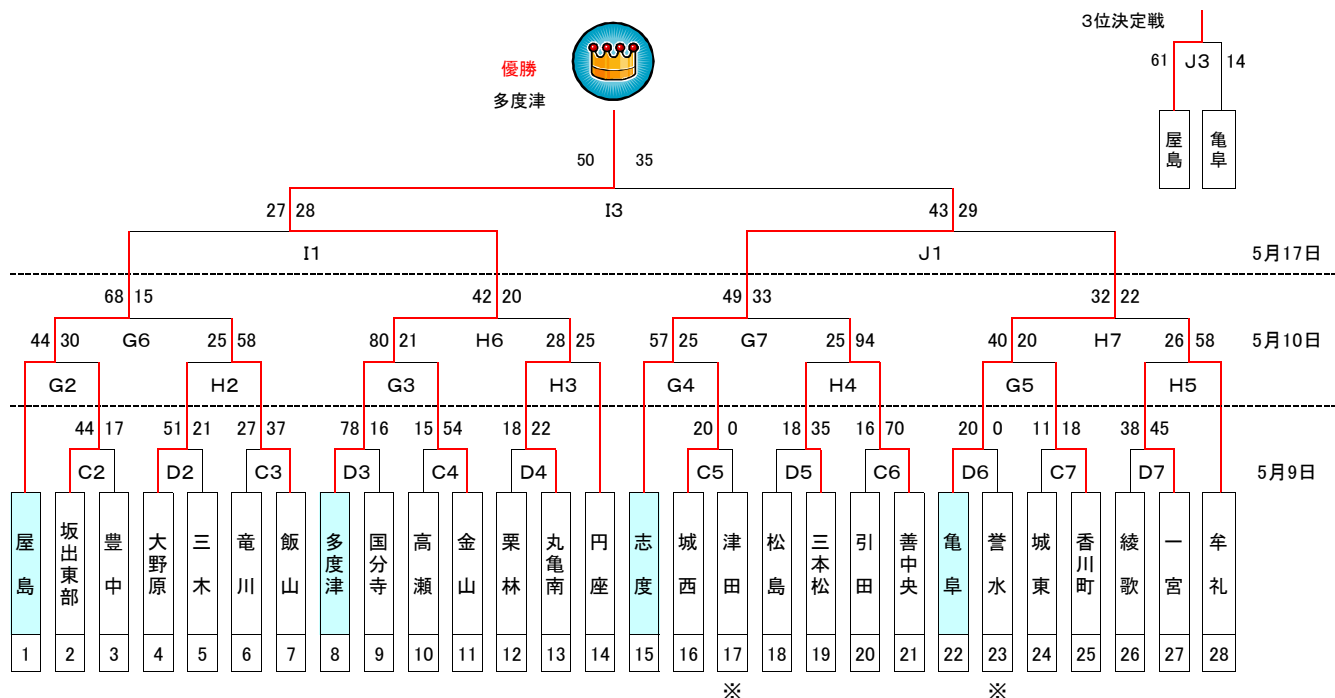 3位決定戦
61 J3 14
屋島 亀阜
優勝
多度津
50 35
27 28 I3 43 29
I1 J1 5月17日
68 15 42 20 49 33 32 22
44 30 G6 25 58 80 21 H6 28 25 57 25 G7 25 94 40 20 H7 26 58 5月10日
G2 H2 G3 H3 G4 H4 G5 H5
44 17 51 21 27 37 78 16 15 54 18 22 20 0 18 35 16 70 20 0 11 18 38 45
C2 D2 C3 D3 C4 D4 C5 D5 C6 D6 C7 D7 5月9日
屋島 坂出東部 豊中 大野原 三木 竜川 飯山 多度津 国分寺 高瀬 金山 栗林 丸亀南 円座 志度 城西 津田 松島 三本松 引田 善中央 亀阜 誉水 城東 香川町 綾歌 一宮 牟礼
1 2 3 4 5 6 7 8 9 10 11 12 13 14 15 16 17 18 19 20 21 22 23 24 25 26 27 28
※ ※